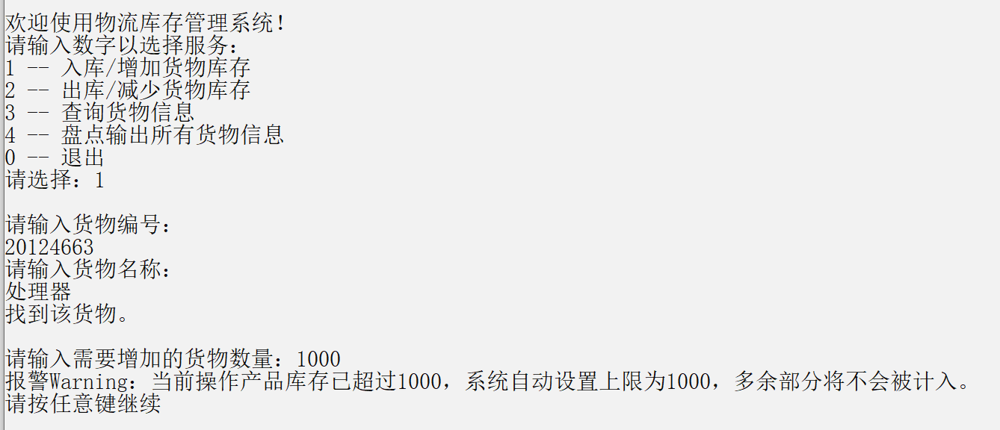 欢迎使用物流库存管理系统！
请输入数字以选择服务：
1 -- 入库/增加货物库存
2 -- 出库/减少货物库存
3 -- 查询货物信息
4 -- 盘点输出所有货物信息
0 -- 退出
请选择：1
请输入货物编号：
20124663
请输入货物名称：
处理器
找到该货物。
请输入需要增加的货物数量：1000
报警Warning：当前操作产品库存已超过1000，系统自动设置上限为1000，多余部分将不会被计入。
请按任意键继续